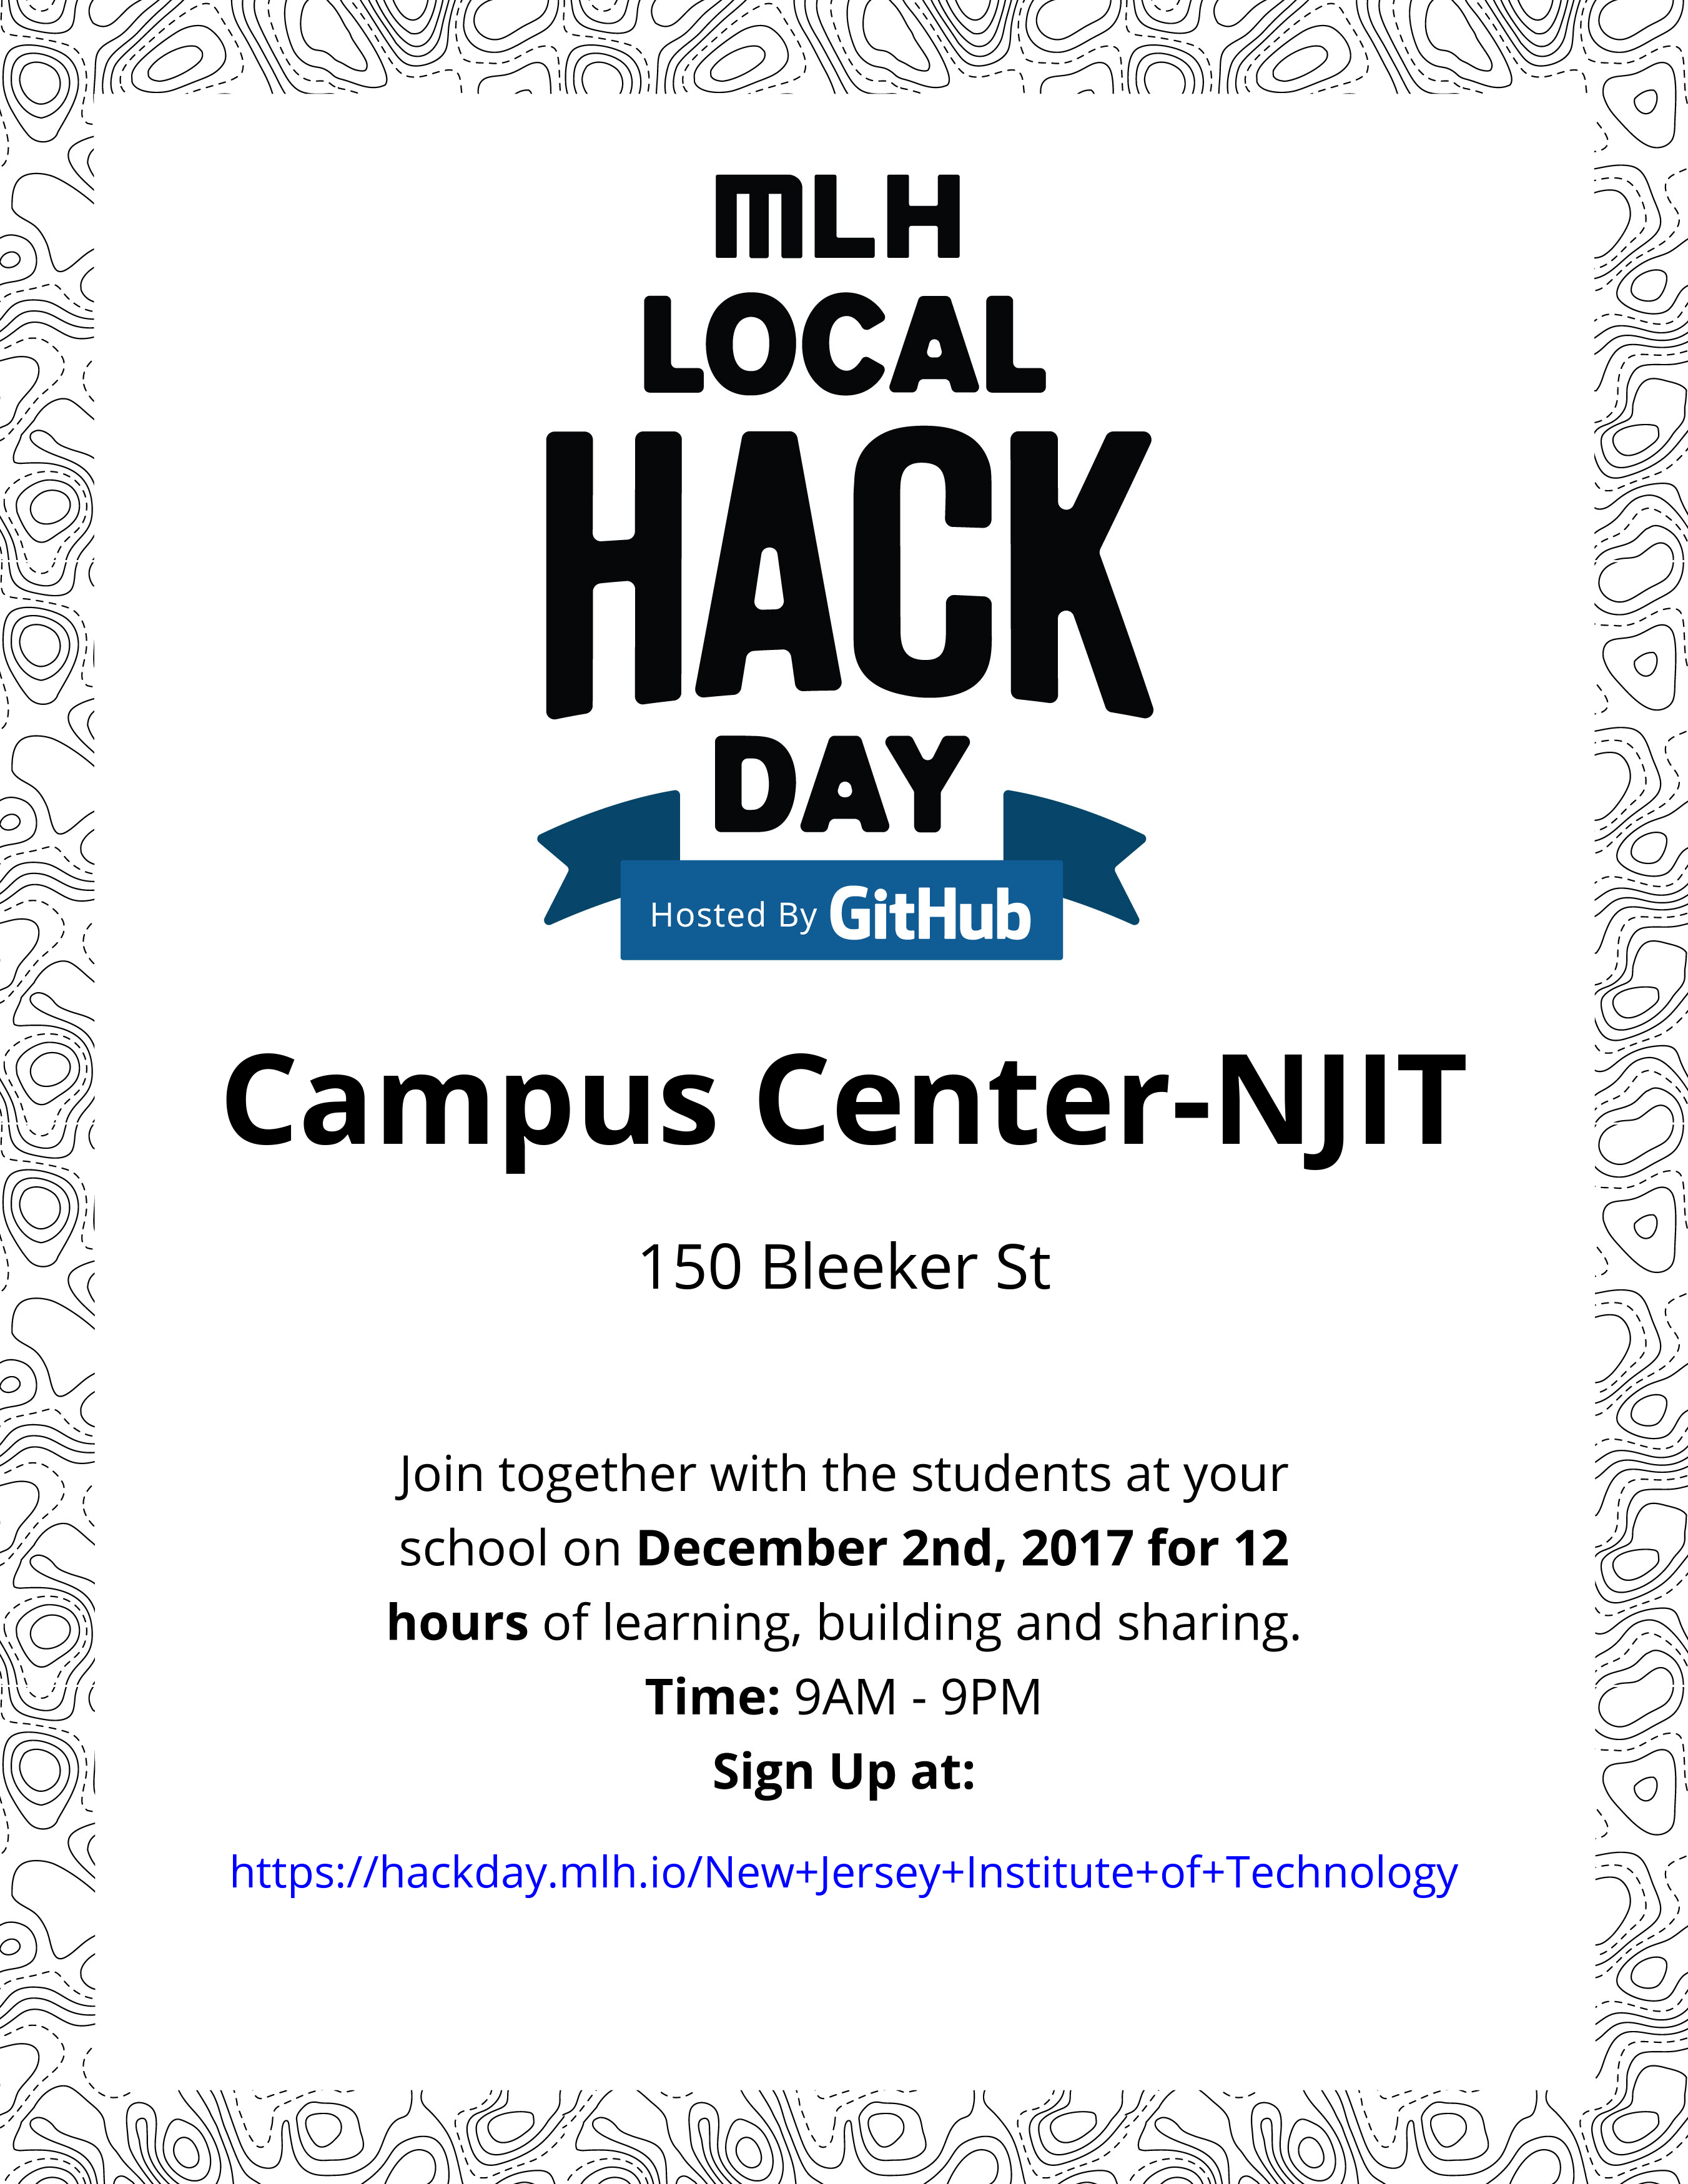 MLH
LOCAL
HACK
DAY
Hosted By GitHub
Campus Center-NJIT
150 Bleeker St
Join together with the students at your
school on December 2nd, 2017 for 12
hours of learning, building and sharing.
Time: 9AM - 9PM
Sign Up at:
https://hackday.mlh.io/New+Jersey+Institute+of+Technology